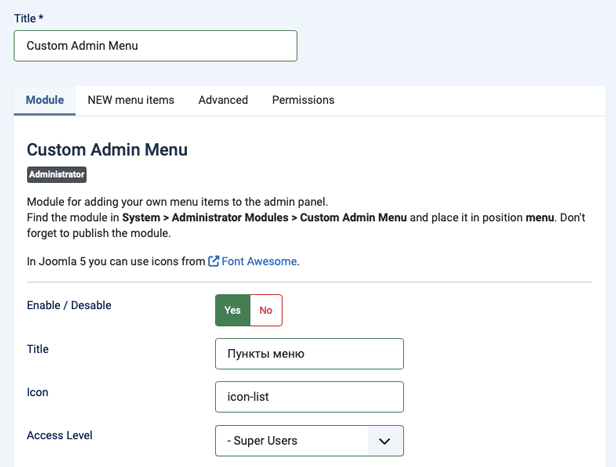 Title *
Custom Admin Menu
Module NEW menu items Advanced Permissions
Custom Admin Menu
Administrator
Module for adding your own menu items to the admin panel.
Find the module in System > Administrator Modules > Custom Admin Menu and place it in position menu. Don't
forget to publish the module.
In Joomla 5 you can use icons from Font Awesome.
Enable / Desable Yes No
Title Пункты меню
Icon icon-list
Access Level - Super Users